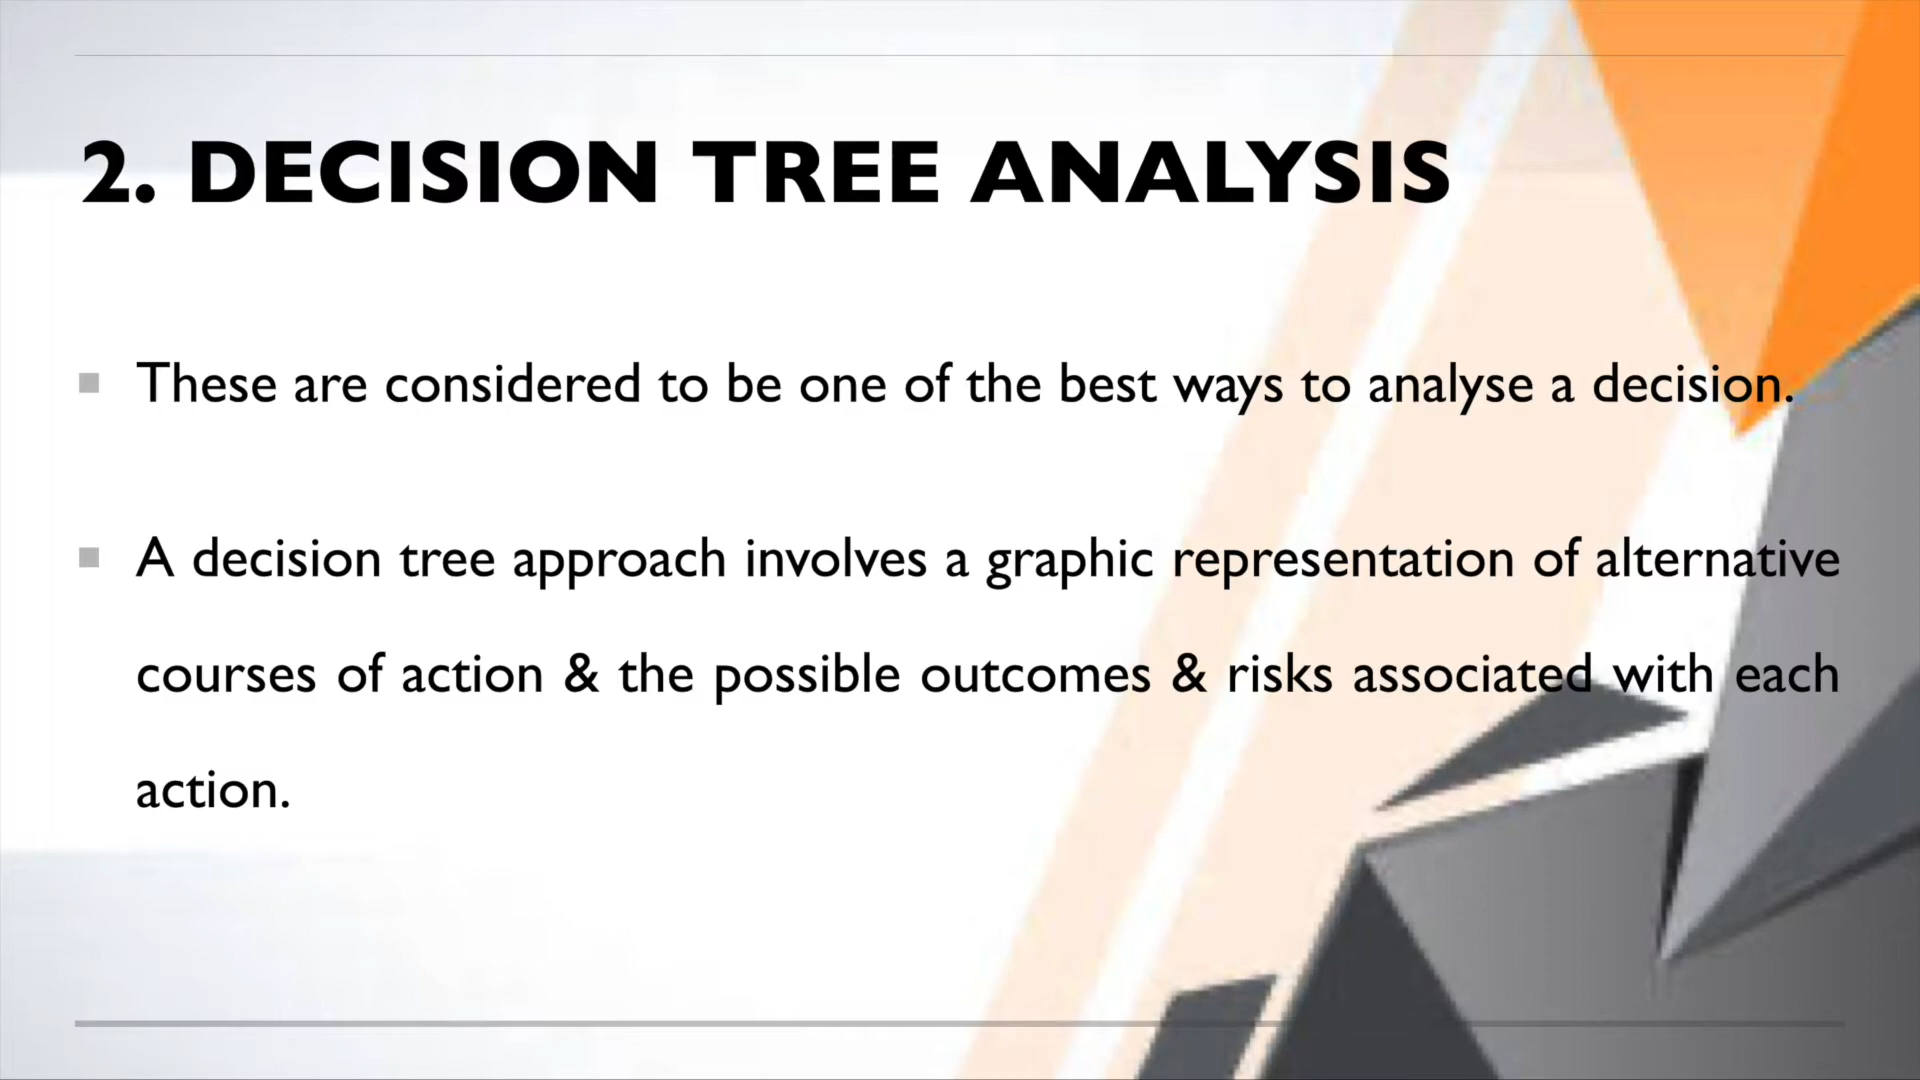 2. DECISION TREE ANALYSIS
These are considered to be one of the best ways to analyse a decision.
A decision tree approach involves a graphic representation of alternative
courses of action & the possible outcomes & risks associated with each
action.